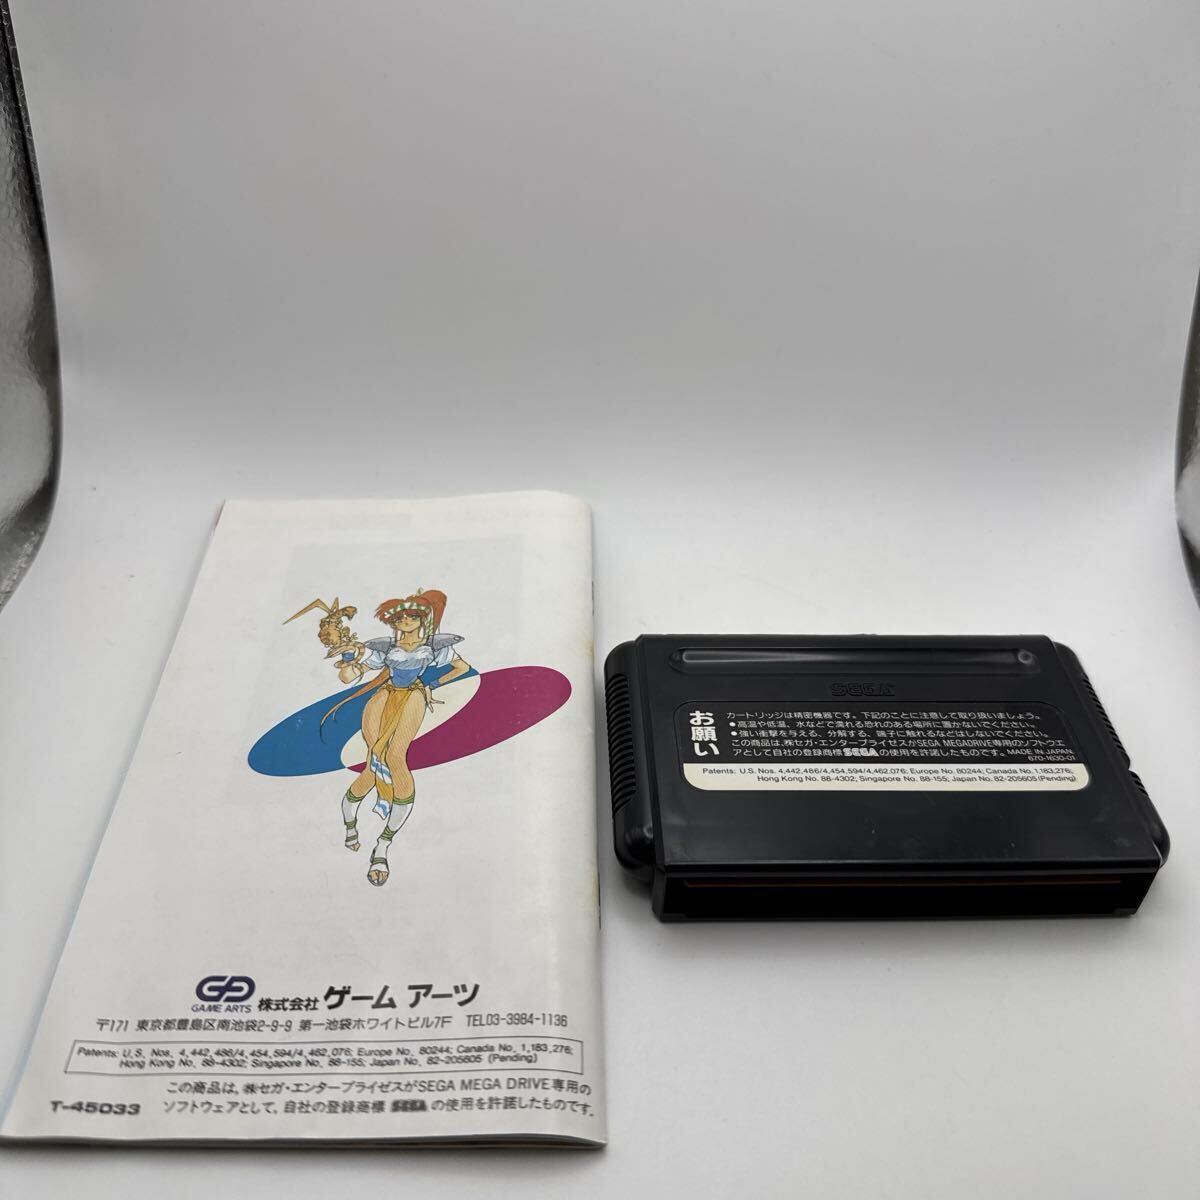 GAME ARTS 株式会社 ゲーム アーツ
〒171 東京都豊島区南池袋2-9-9 第一池袋ホワイトビル7F TEL03-3984-1136
Patents: U.S. Nos. 4,442,486/4,454,594/4,462,076; Europe No. 80244; Canada No. 1,183,276;
Hong Kong No. 88-4302; Singapore No. 88-155; Japan No. 82-205605 (Pending)
この商品は、㈱セガ・エンタープライゼスがSEGA MEGA DRIVE専用の
T-45033 ソフトウェアとして、自社の登録商標 SEGA の使用を許諾したものです。
SEGA
お願い
カートリッジは精密機器です。下記のことに注意して取り扱いましょう。
●高温や低温、水などで濡れる恐れのある場所に置かないでください。
●強い衝撃を与える、分解する、端子に触れるなどはしないでください。
この商品は、㈱セガ・エンタープライゼスがSEGA MEGADRIVE専用のソフトウエ
アとして自社の登録商標 SEGA の使用を許諾したものです。 MADE IN JAPAN
670-1630-01
Patents: U.S. Nos. 4,442,486/4,454,594/4,462,076; Europe No. 80244; Canada No. 1,183,276;
Hong Kong No. 88-4302; Singapore No. 88-155; Japan No. 82-205605 (Pending)